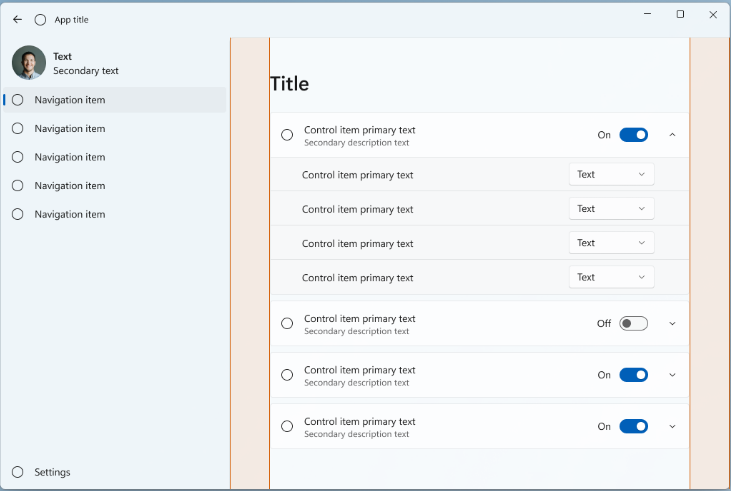 App title
Text
Secondary text
Navigation item
Navigation item
Navigation item
Navigation item
Navigation item
Settings
Title
Control item primary text
Secondary description text
On
Control item primary text
Text
Control item primary text
Text
Control item primary text
Text
Control item primary text
Text
Control item primary text
Secondary description text
Off
Control item primary text
Secondary description text
On
Control item primary text
Secondary description text
On